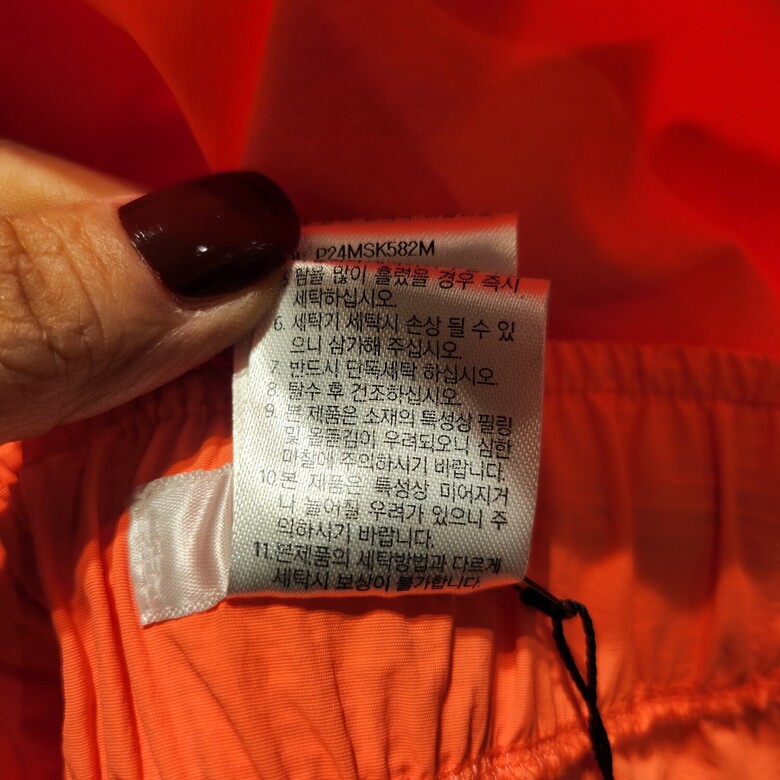 P24MSK582M
땀을 많이 흘렸을 경우 즉시
세탁하십시오.
6. 세탁기 세탁시 손상 될 수 있
으니 삼가해 주십시오.
7. 반드시 단독세탁 하십시오.
8. 탈수 후 건조하십시오.
9. 본 제품은 소재의 특성상 필링
및 올뜯김이 우려되오니 심한
마찰에 주의하시기 바랍니다.
10.본 제품은 특성상 미어지거
나 늘어질 우려가 있으니 주
의하시기 바랍니다.
11.본제품의 세탁방법과 다르게
세탁시 보상이 불가합니다.